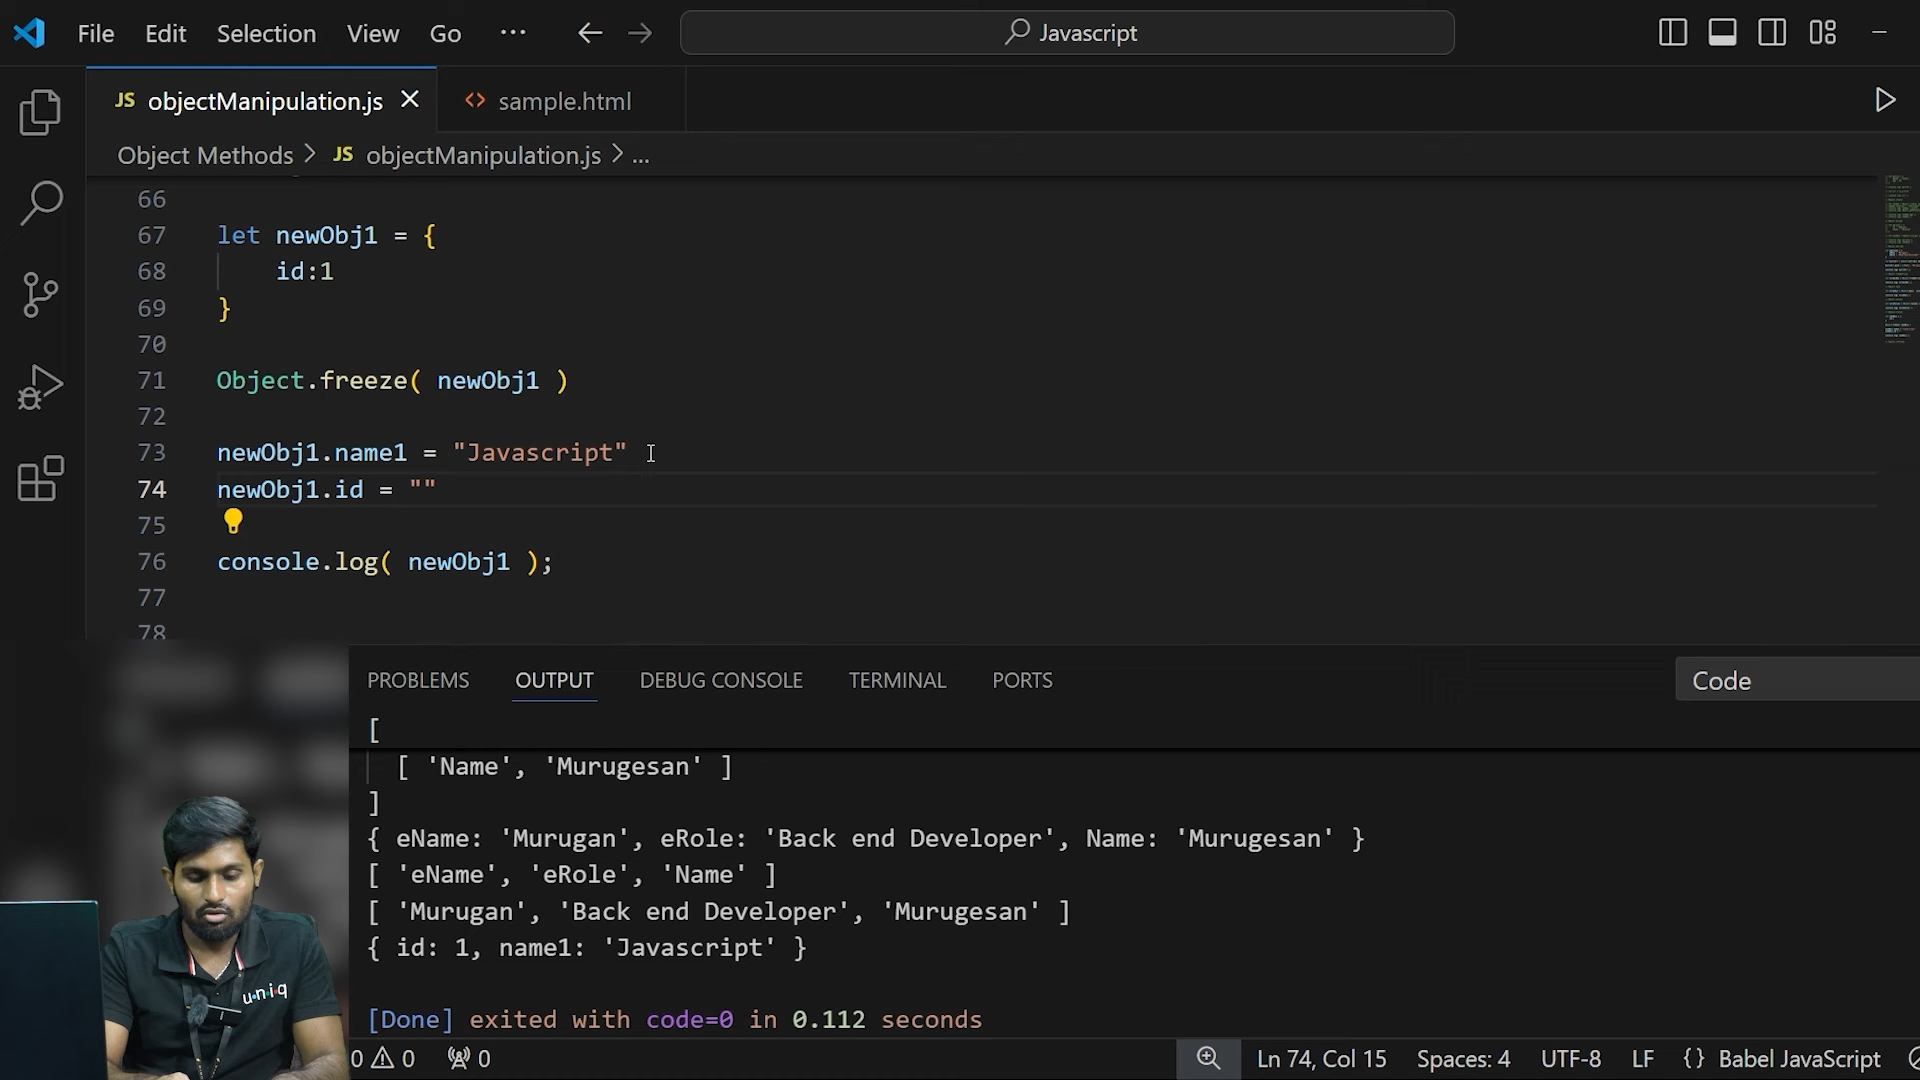 File Edit Selection View Go ... Javascript
JS objectManipulation.js sample.html
Object Methods > JS objectManipulation.js > ...
66
67 let newObj1 = {
68 id:1
69 }
70
71 Object.freeze( newObj1 )
72
73 newObj1.name1 = "Javascript"
74 newObj1.id = ""
75
76 console.log( newObj1 );
77
78
PROBLEMS OUTPUT DEBUG CONSOLE TERMINAL PORTS Code
[
[ 'Name', 'Murugesan' ]
]
{ eName: 'Murugan', eRole: 'Back end Developer', Name: 'Murugesan' }
[ 'eName', 'eRole', 'Name' ]
[ 'Murugan', 'Back end Developer', 'Murugesan' ]
{ id: 1, name1: 'Javascript' }
[Done] exited with code=0 in 0.112 seconds
u·n·i·q
0 0 0 Ln 74, Col 15 Spaces: 4 UTF-8 LF {} Babel JavaScript